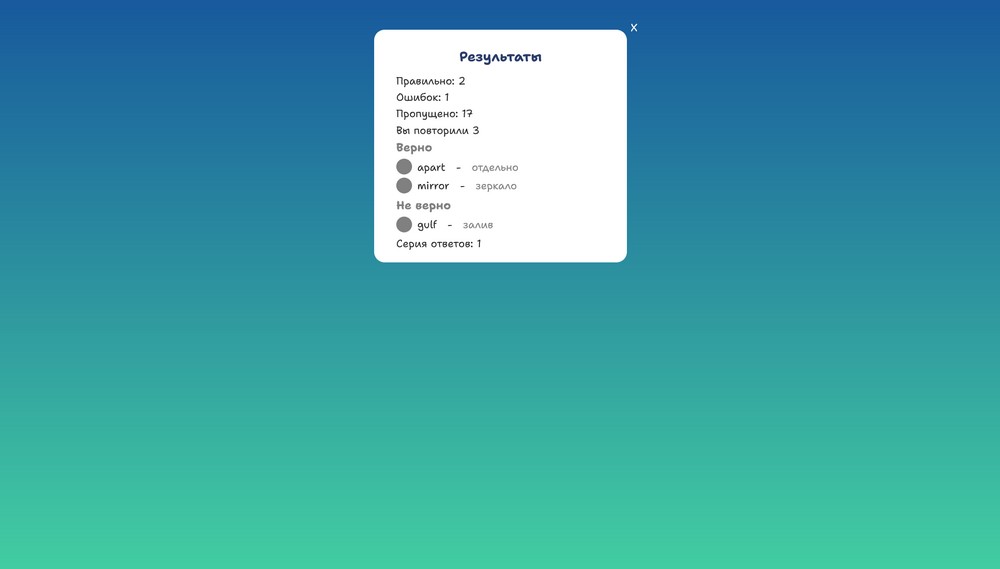 X
Результаты
Правильно: 2
Ошибок: 1
Пропущено: 17
Вы повторили 3
Верно
apart - отдельно
mirror - зеркало
Не верно
gulf - залив
Серия ответов: 1